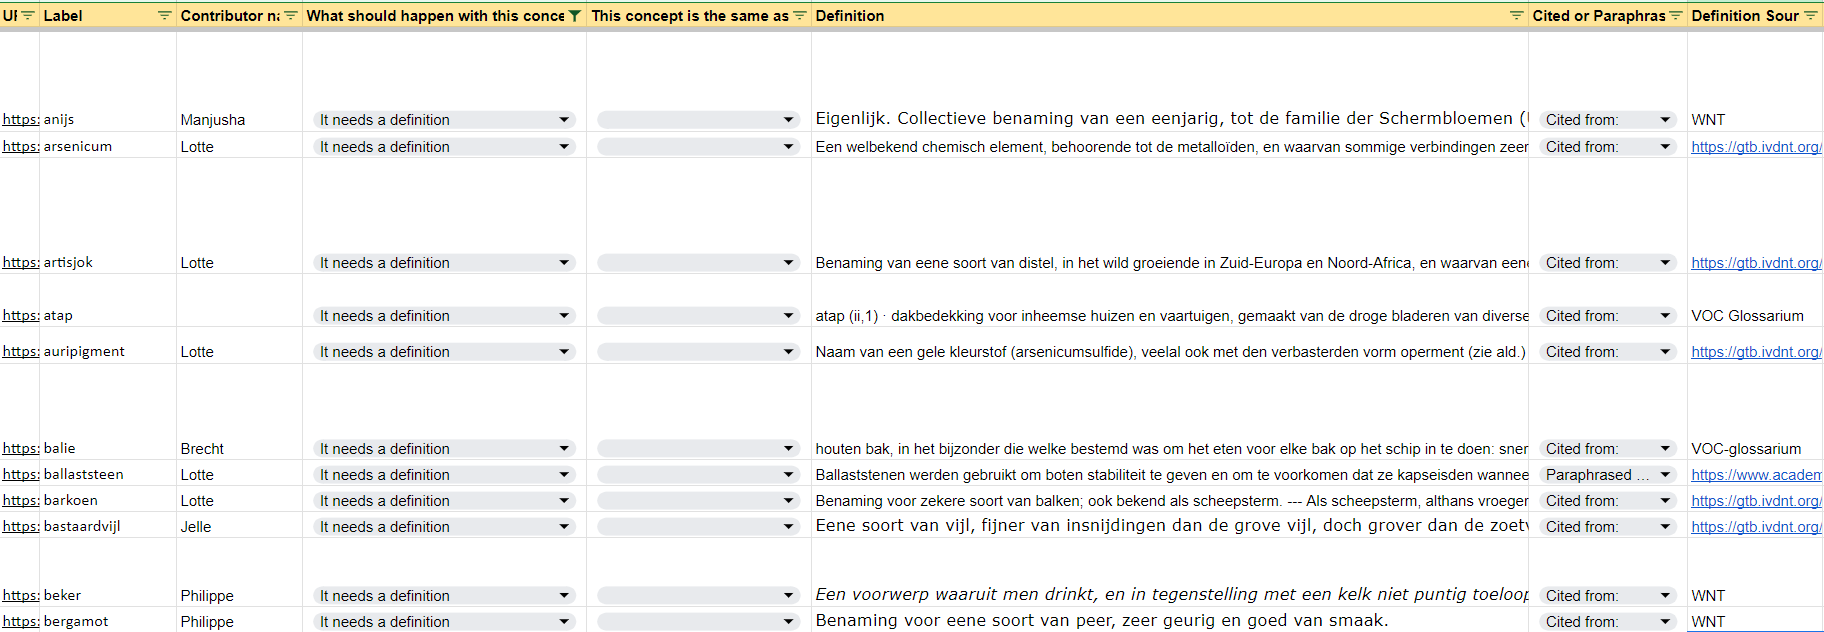 Label Contributor What should happen with this conce This concept is the same as Definition Cited or Paraphras Definition Sour
https: anijs Manjusha It needs a definition Eigenlijk. Collectieve benaming van een eenjarig, tot de familie der Schermbloemen ( Cited from: WNT
https: arsenicum Lotte It needs a definition Een welbekend chemisch element, behoorende tot de metalloïden, en waarvan sommige verbindingen zeer Cited from: https://gtb.ivdnt.org/
https: artisjok Lotte It needs a definition Benaming van eene soort van distel, in het wild groeiende in Zuid-Europa en Noord-Africa, en waarvan een Cited from: https://gtb.ivdnt.org/
https: atap It needs a definition atap (ii,1) · dakbedekking voor inheemse huizen en vaartuigen, gemaakt van de droge bladeren van diverse Cited from: VOC Glossarium
https: auripigment Lotte It needs a definition Naam van een gele kleurstof (arsenicumsulfide), veelal ook met den verbasterden vorm operment (zie ald.) Cited from: https://gtb.ivdnt.org/
https: balie Brecht It needs a definition houten bak, in het bijzonder die welke bestemd was om het eten voor elke bak op het schip in te doen: sner Cited from: VOC-glossarium
https: ballaststeen Lotte It needs a definition Ballaststenen werden gebruikt om boten stabiliteit te geven en om te voorkomen dat ze kapseisden wannee Paraphrased ... https://www.academ
https: barkoen Lotte It needs a definition Benaming voor zekere soort van balken; ook bekend als scheepsterm. --- Als scheepsterm, althans vroeger Cited from: https://gtb.ivdnt.org/
https: bastaardvijl Jelle It needs a definition Eene soort van vijl, fijner van insnijdingen dan de grove vijl, doch grover dan de zoet Cited from: https://gtb.ivdnt.org/
https: beker Philippe It needs a definition Een voorwerp waaruit men drinkt, en in tegenstelling met een kelk niet puntig toeloop Cited from: WNT
https: bergamot Philippe It needs a definition Benaming voor eene soort van peer, zeer geurig en goed van smaak. Cited from: WNT